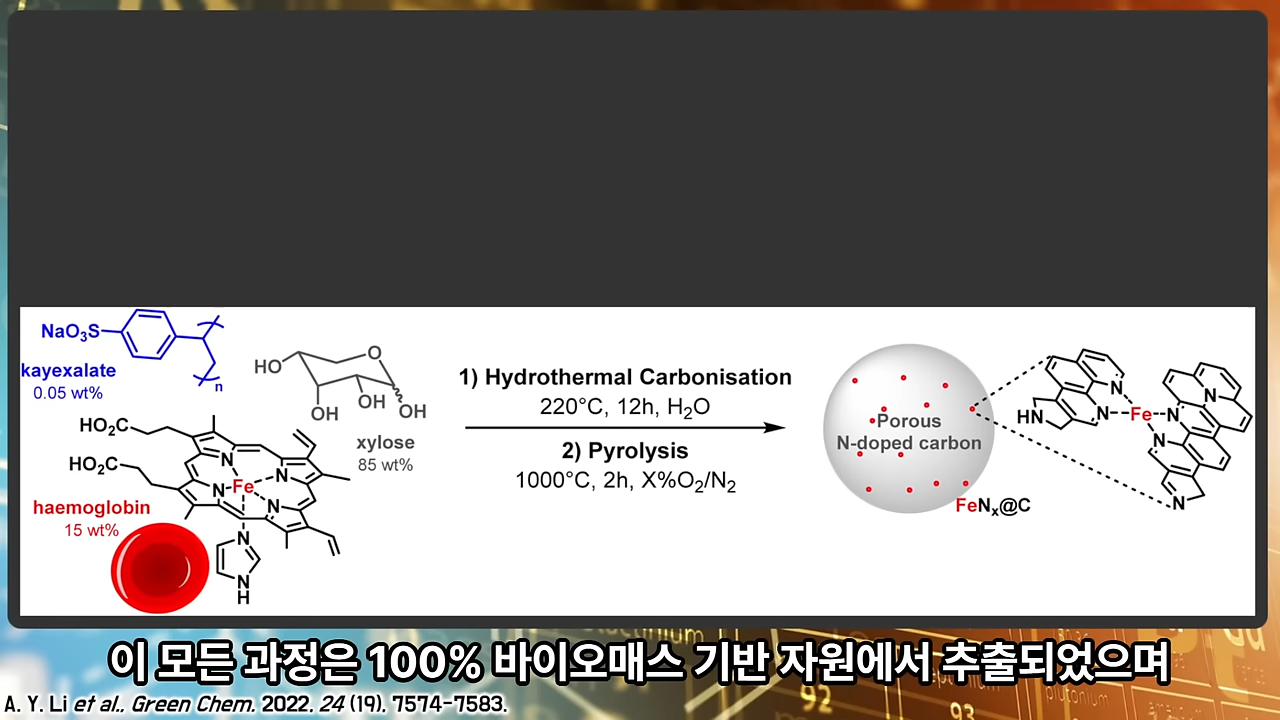 NaO₃S
n
kayexalate
0.05 wt%
HO
O
OH
OH
OH
xylose
85 wt%
HO₂C
HO₂C
N
N
Fe
N
N
haemoglobin
15 wt%
N
N
H
1) Hydrothermal Carbonisation
220°C, 12h, H₂O
2) Pyrolysis
1000°C, 2h, X%O₂/N₂
Porous
N-doped carbon
FeNₓ@C
N
HN
N
Fe
N
N
N
N
이 모든 과정은 100% 바이오매스 기반 자원에서 추출되었으며
A. Y. Li et al., Green Chem. 2022, 24 (19), 7574-7583.
92
93